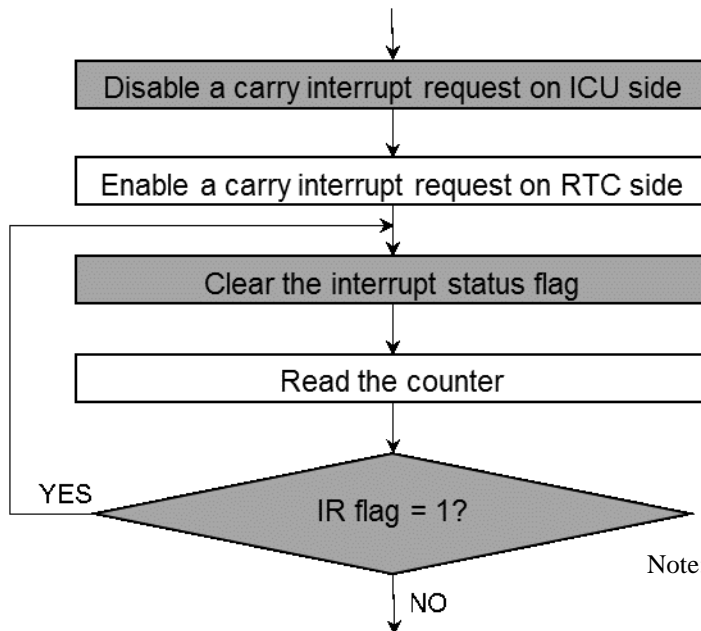 Disable a carry interrupt request on ICU side
Enable a carry interrupt request on RTC side
Clear the interrupt status flag
Read the counter
YES
IR flag = 1?
Note
NO